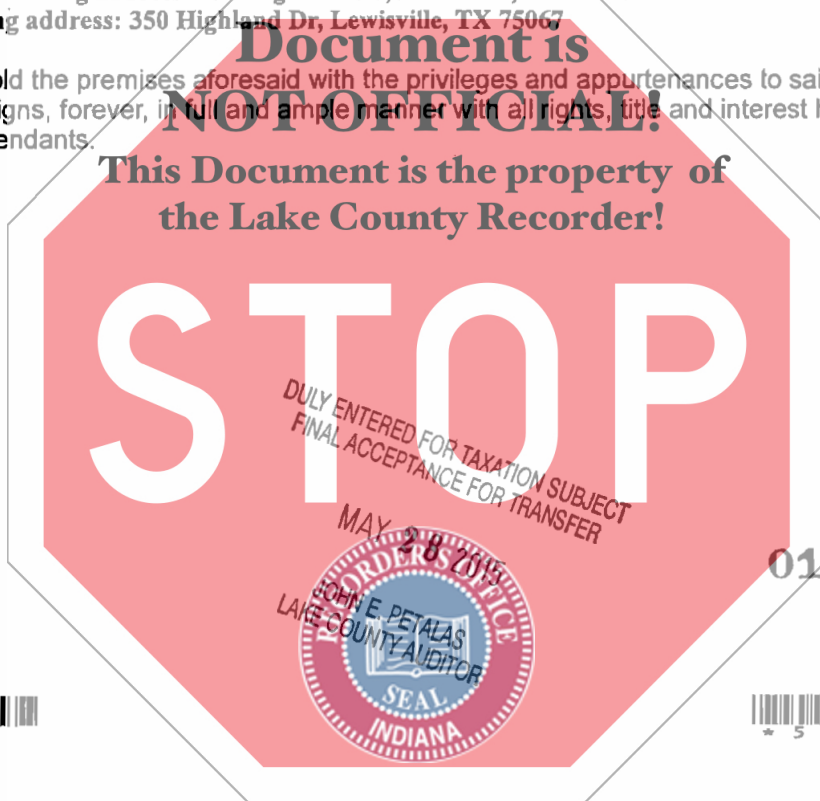 g address: 350 Highland Dr, Lewisville, TX 75067
Document is
ld the premises aforesaid with the privileges and appurtenances to sai
igns, forever, in full and ample manner with all rights, title and interest h
endants.
NOT OFFICIAL!
This Document is the property of
the Lake County Recorder!
STOP
DULY ENTERED FOR TAXATION SUBJECT
FINAL ACCEPTANCE FOR TRANSFER
MAY 28 2015
JOHN E. PETALAS
LAKE COUNTY AUDITOR
RECORDER'S OFFICE
SEAL
INDIANA
01
* 5